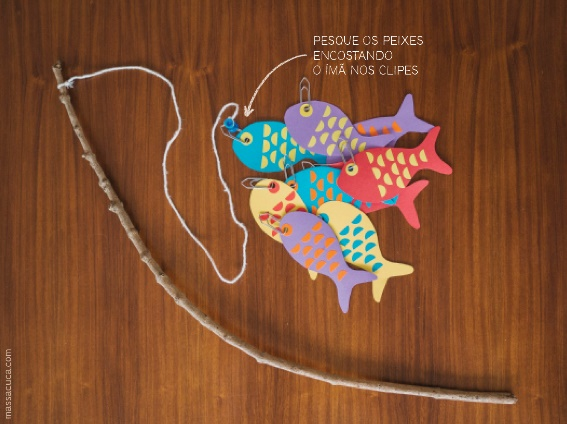 PESQUE OS PEIXES
ENCOSTANDO
O ÍMÃ NOS CLIPES
massacuca.com